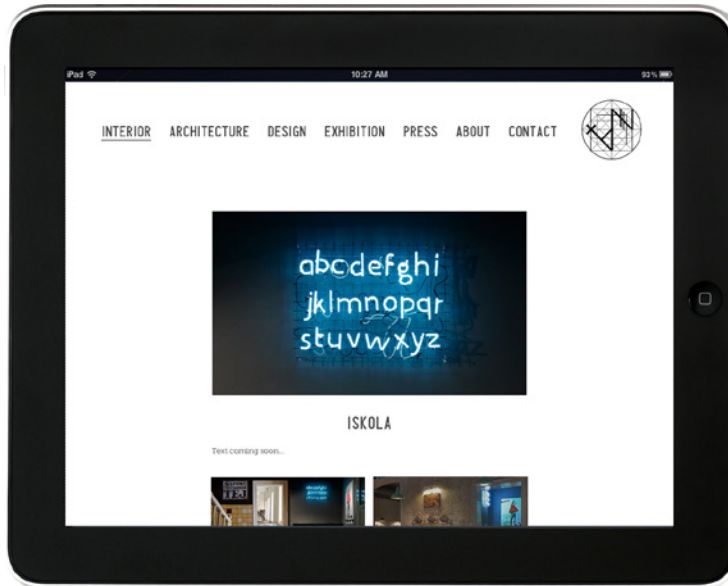 iPad 10:27 AM 93%
INTERIOR ARCHITECTURE DESIGN EXHIBITION PRESS ABOUT CONTACT
abcdefghi
jklmnopqr
stuvwxyz
ISKOLA
Text coming soon...